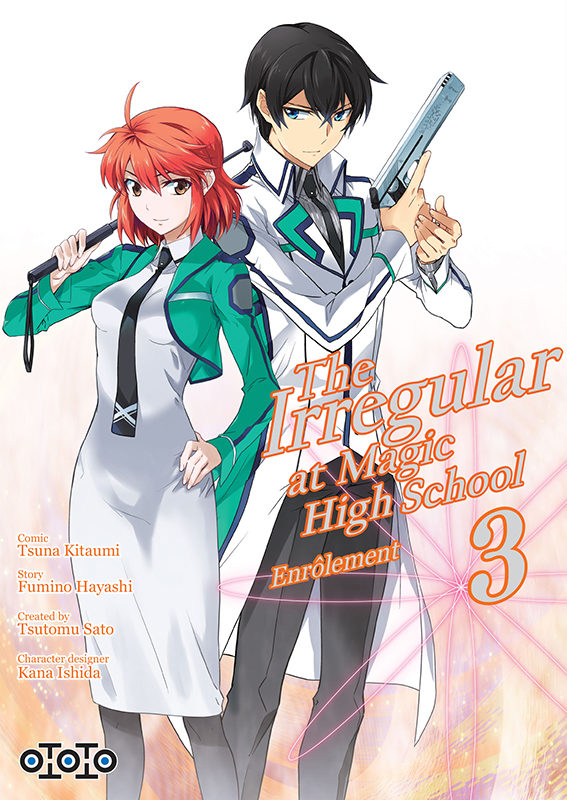 The
Irregular
at Magic
High School
Enrôlement
3
Comic
Tsuna Kitaumi
Story
Fumino Hayashi
Created by
Tsutomu Sato
Character designer
Kana Ishida
OTOTO